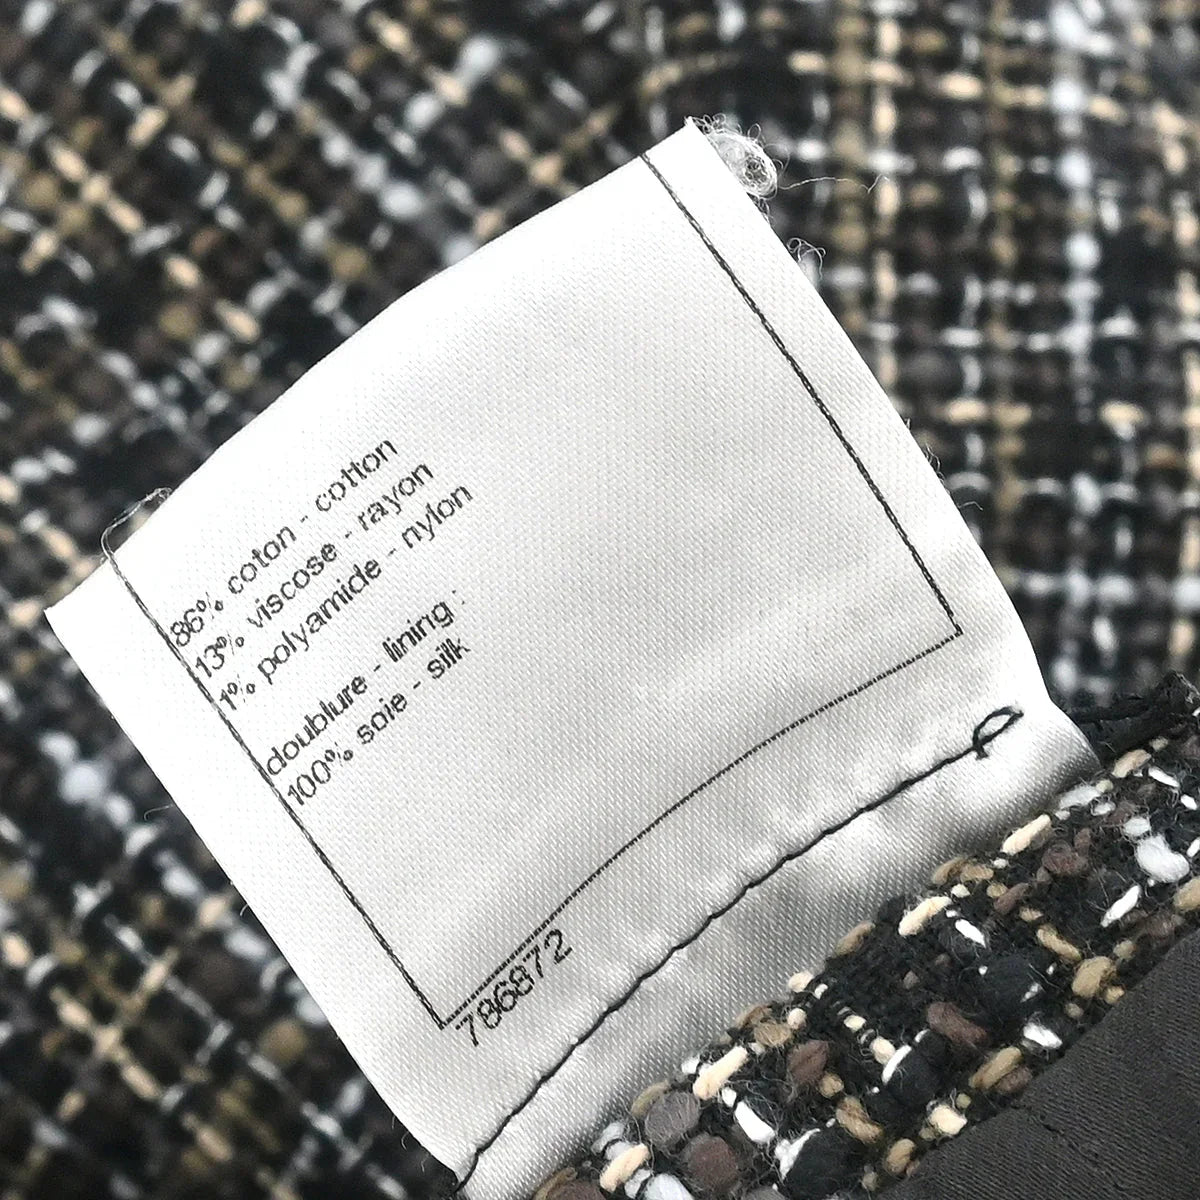 86% coton - cotton
13% viscose - rayon
1% polyamide - nylon
doublure - lining :
100% soie - silk
786872